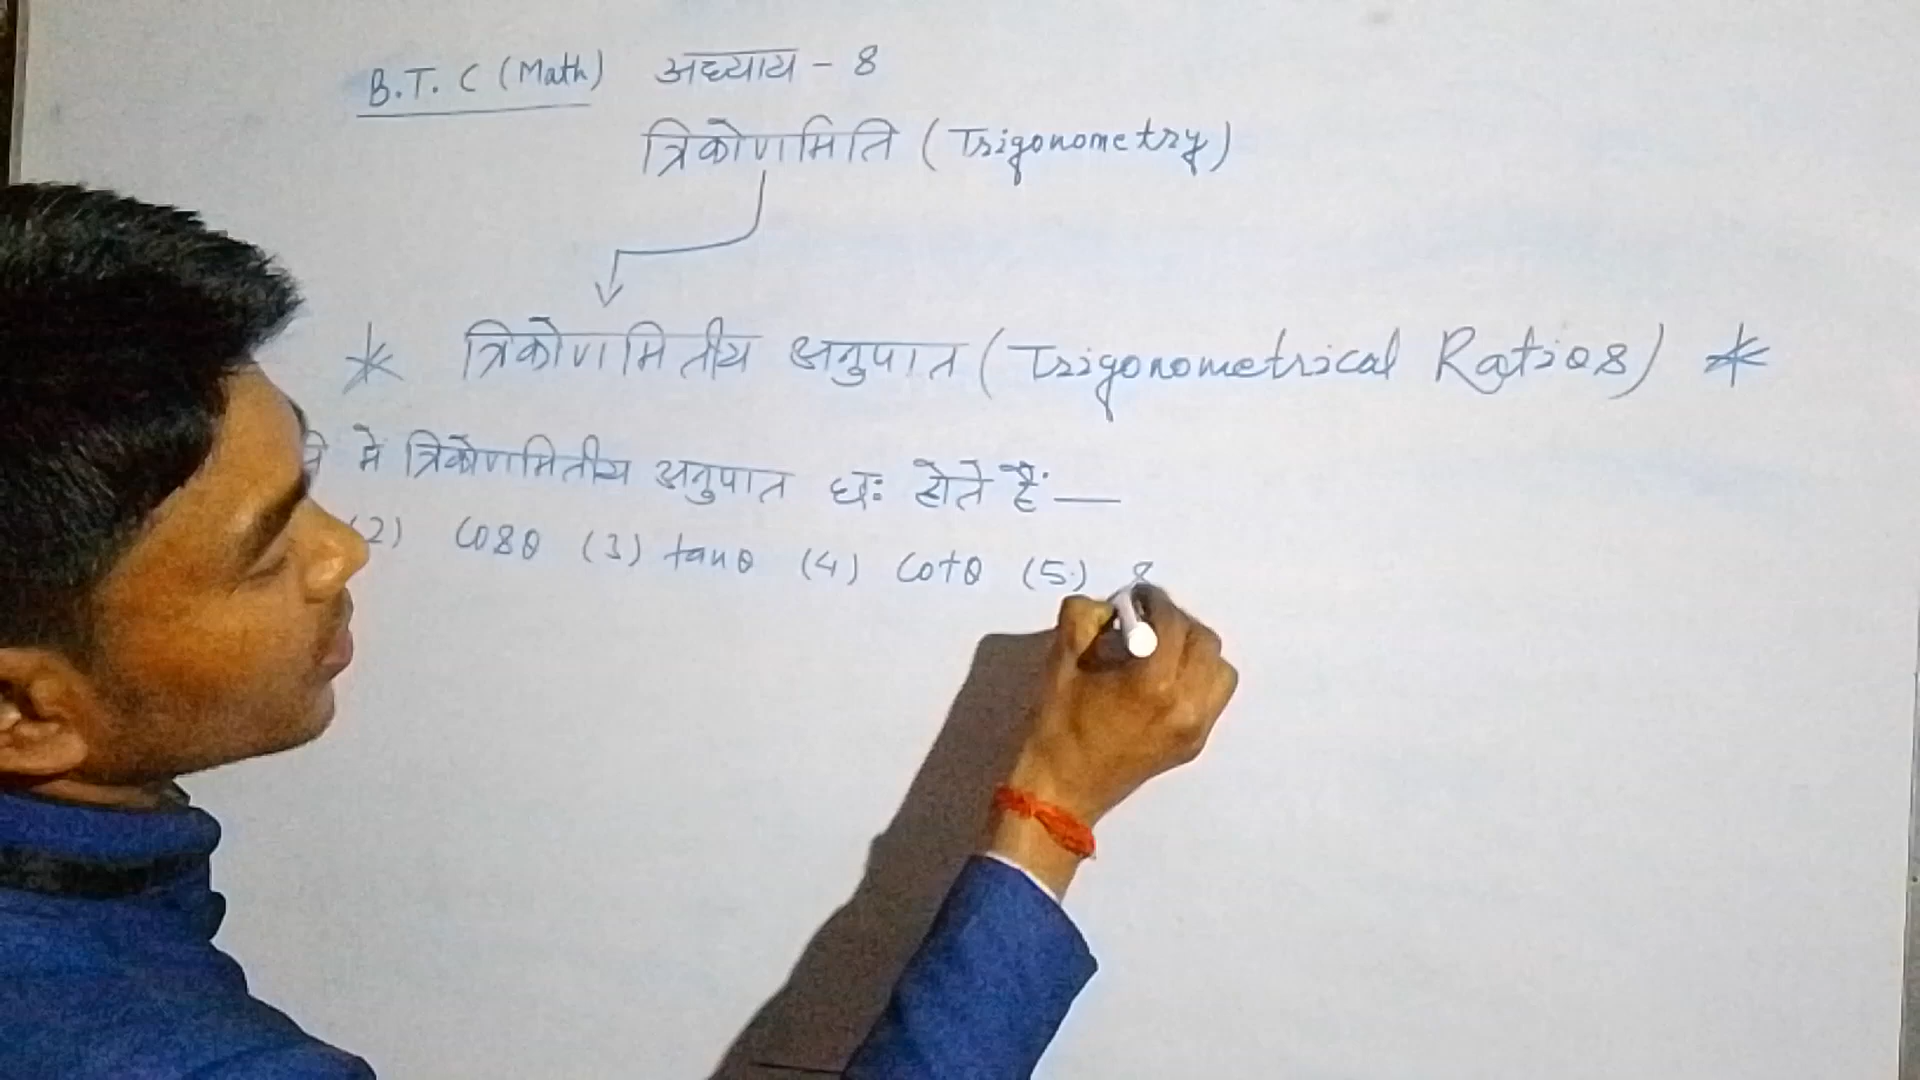 B.T.C (Math) अध्याय - 8
त्रिकोणमिति (Trigonometry)
* त्रिकोणमितीय अनुपात (Trigonometrical Ratios) *
में त्रिकोणमितीय अनुपात छः होते हैं —
(2) cosθ (3) tanθ (4) cotθ (5)